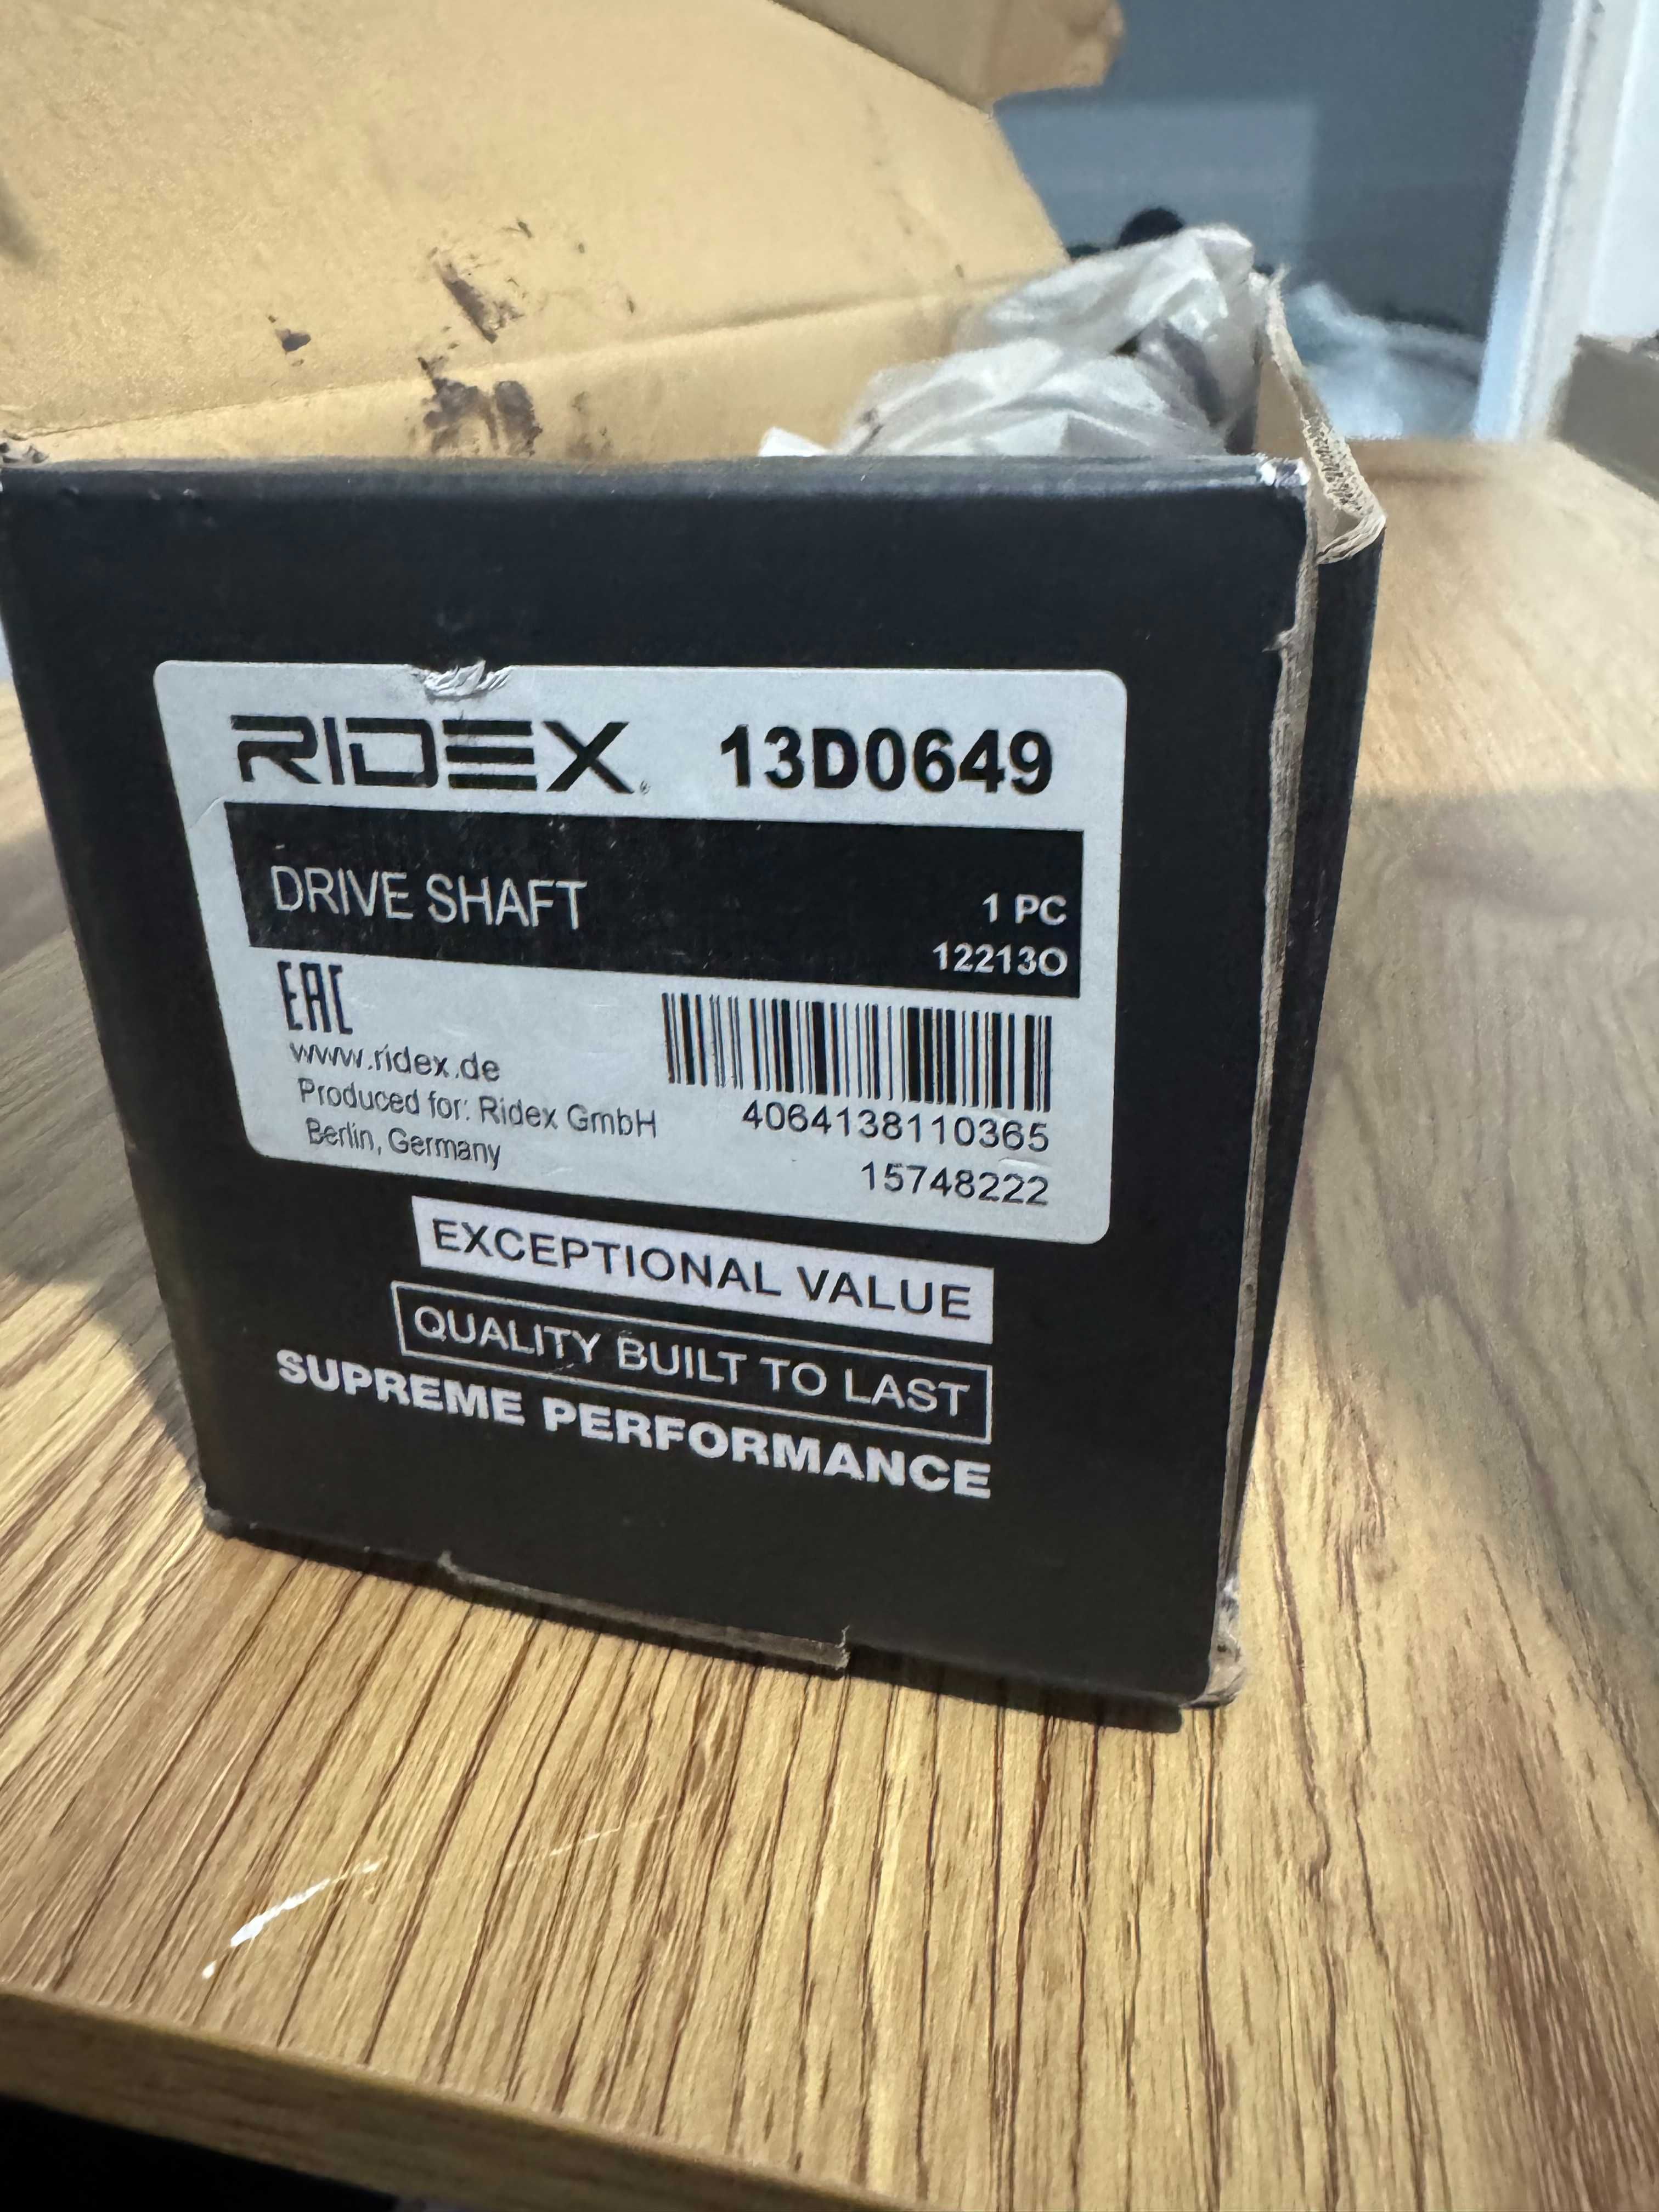 RIDEX® 13D0649
DRIVE SHAFT
1 PC
122130
EAC
www.ridex.de
Produced for: Ridex GmbH
Berlin, Germany
4064138110365
15748222
EXCEPTIONAL VALUE
QUALITY BUILT TO LAST
SUPREME PERFORMANCE